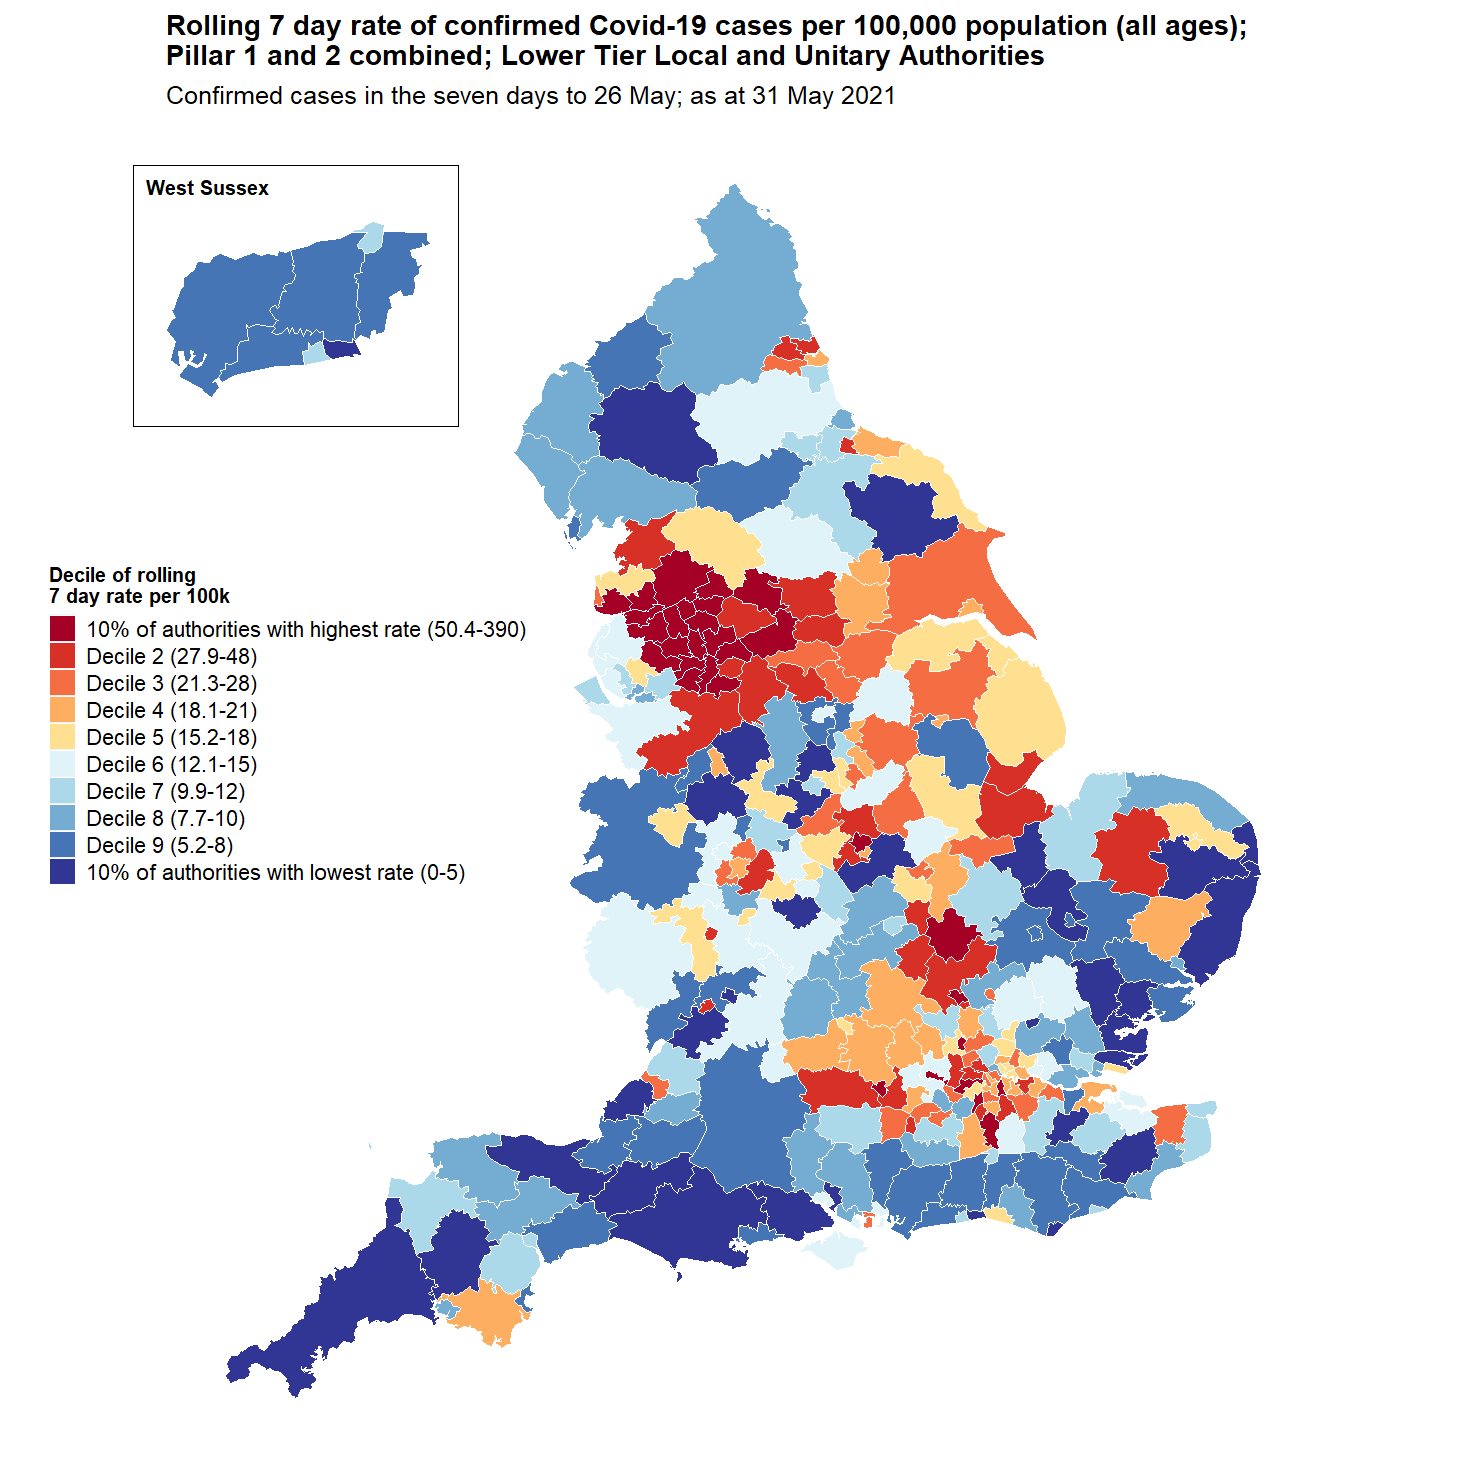 Rolling 7 day rate of confirmed Covid-19 cases per 100,000 population (all ages);
Pillar 1 and 2 combined; Lower Tier Local and Unitary Authorities
Confirmed cases in the seven days to 26 May; as at 31 May 2021
West Sussex
Decile of rolling
7 day rate per 100k
10% of authorities with highest rate (50.4-390)
Decile 2 (27.9-48)
Decile 3 (21.3-28)
Decile 4 (18.1-21)
Decile 5 (15.2-18)
Decile 6 (12.1-15)
Decile 7 (9.9-12)
Decile 8 (7.7-10)
Decile 9 (5.2-8)
10% of authorities with lowest rate (0-5)